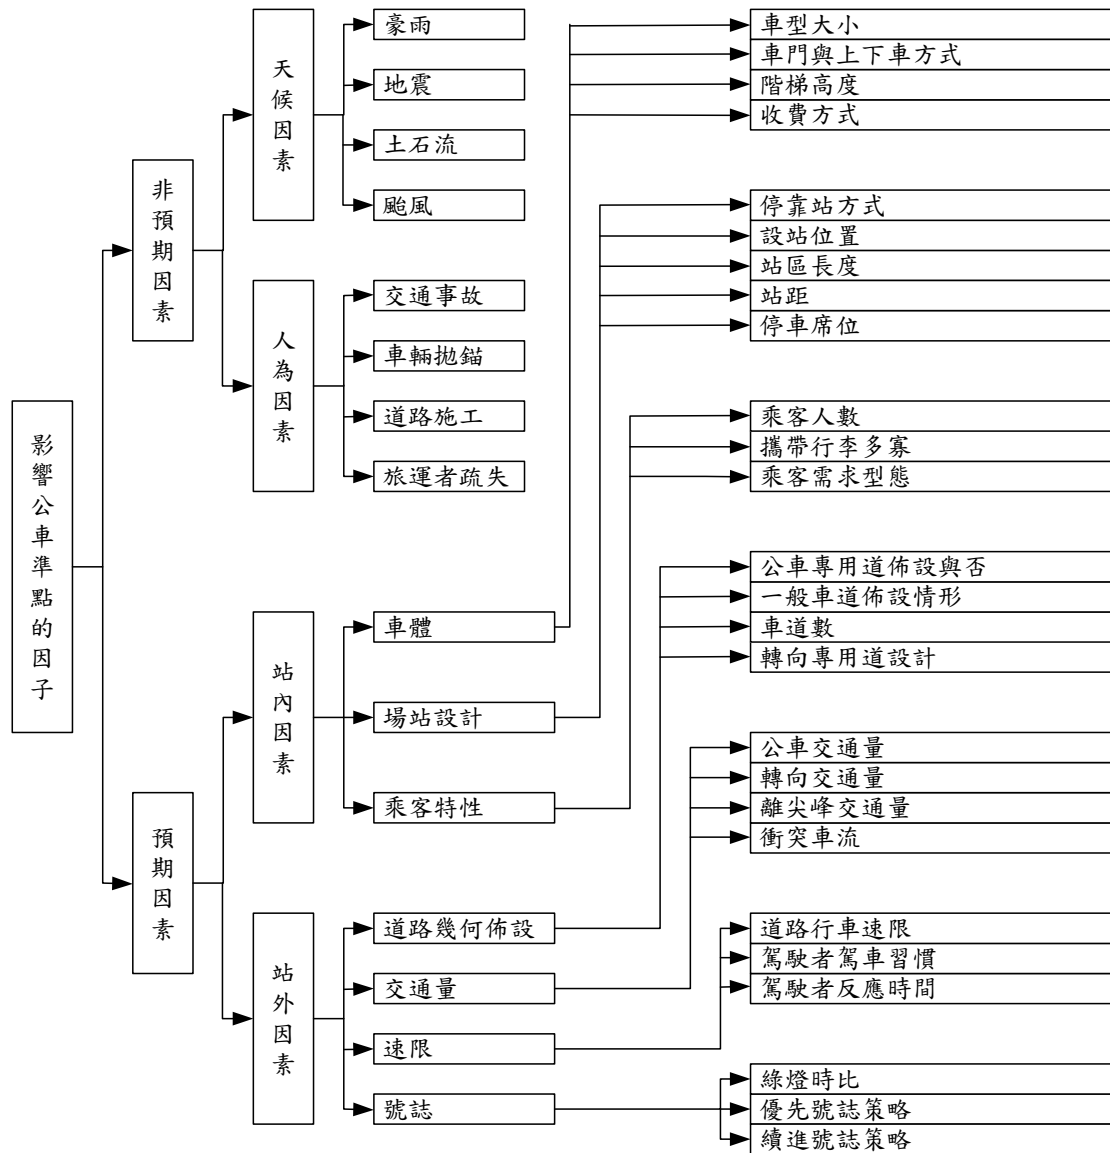 影響公車準點的因子
非預期因素
天候因素
豪雨
地震
土石流
颱風
人為因素
交通事故
車輛拋錨
道路施工
旅運者疏失
預期因素
站內因素
車體
車型大小
車門與上下車方式
階梯高度
收費方式
場站設計
停靠站方式
設站位置
站區長度
站距
停車席位
乘客特性
乘客人數
攜帶行李多寡
乘客需求型態
站外因素
道路幾何佈設
公車專用道佈設與否
一般車道佈設情形
車道數
轉向專用道設計
交通量
公車交通量
轉向交通量
離尖峰交通量
衝突車流
速限
道路行車速限
駕駛者駕車習慣
駕駛者反應時間
號誌
綠燈時比
優先號誌策略
續進號誌策略